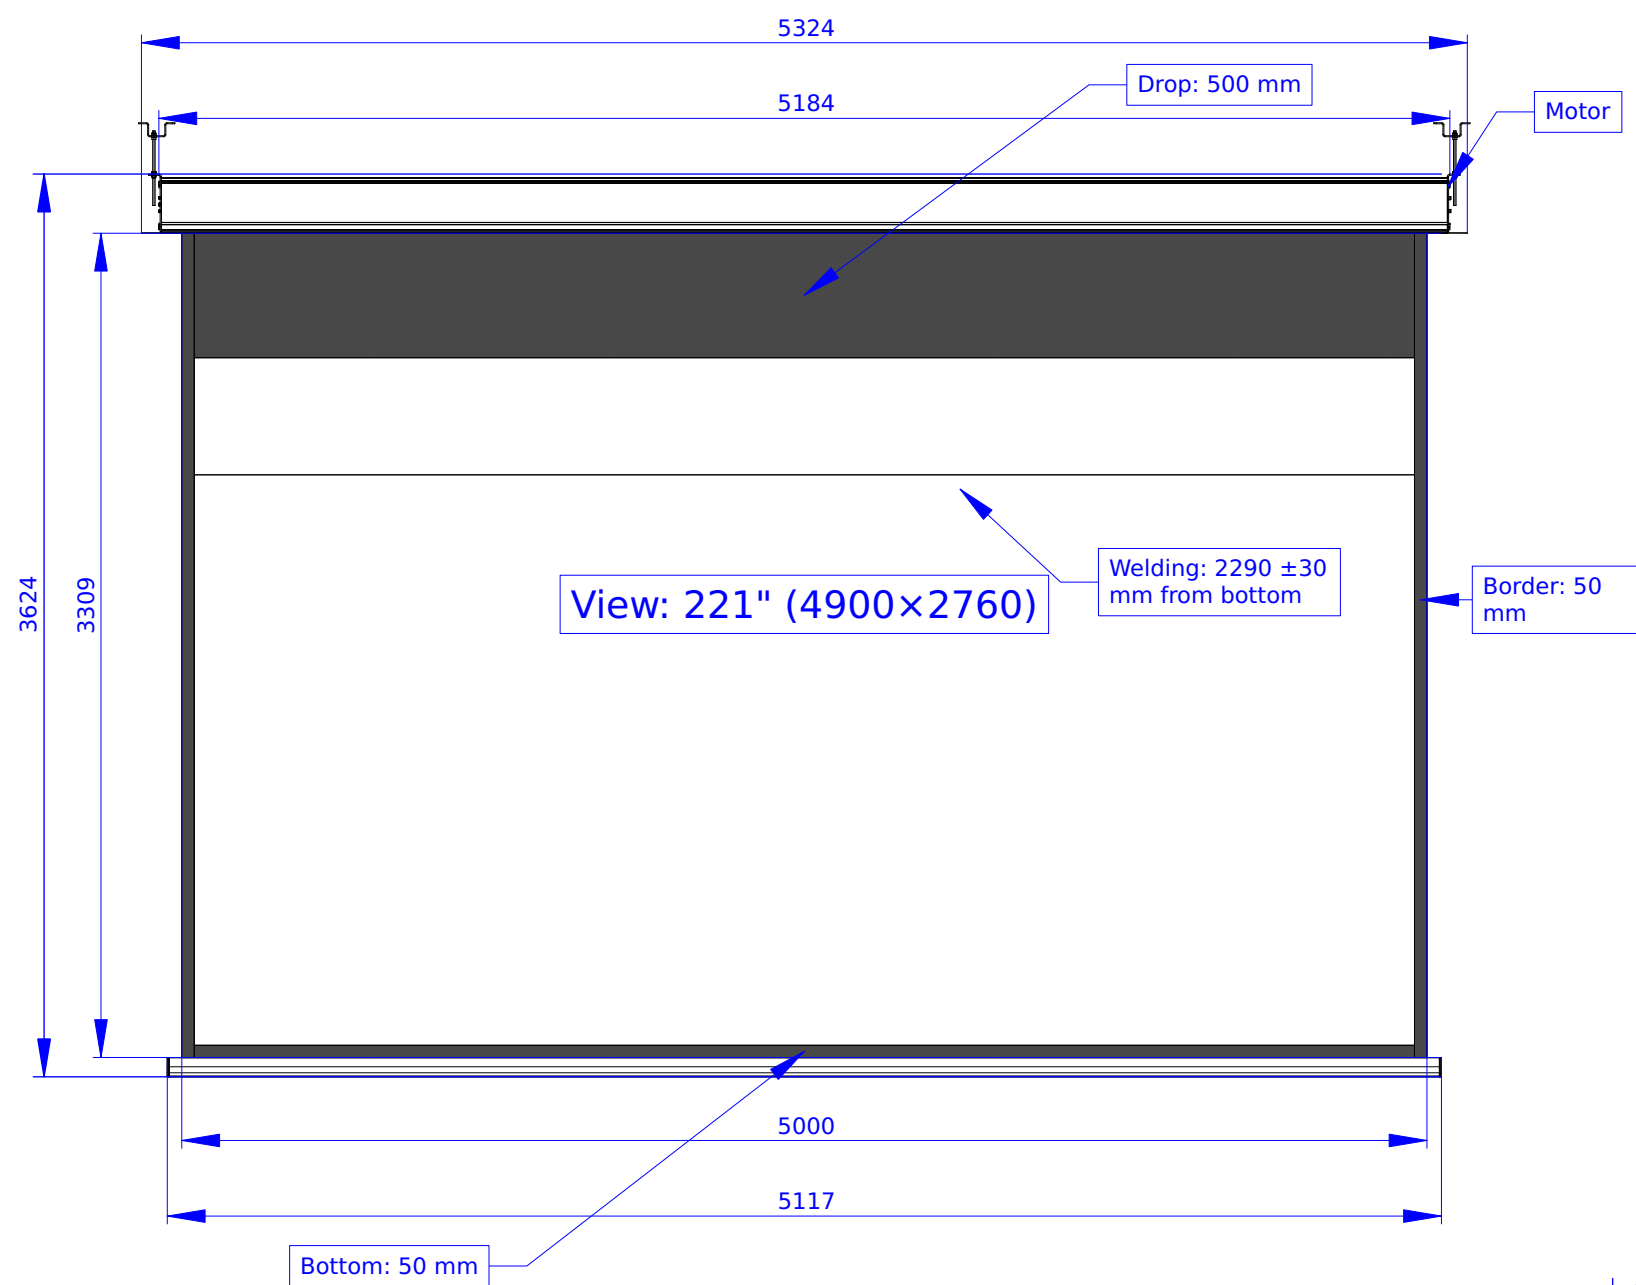 5324
Drop: 500 mm
5184
Motor
3624
3309
Welding: 2290 ±30
mm from bottom
View: 221" (4900×2760)
Border: 50
mm
5000
5117
Bottom: 50 mm